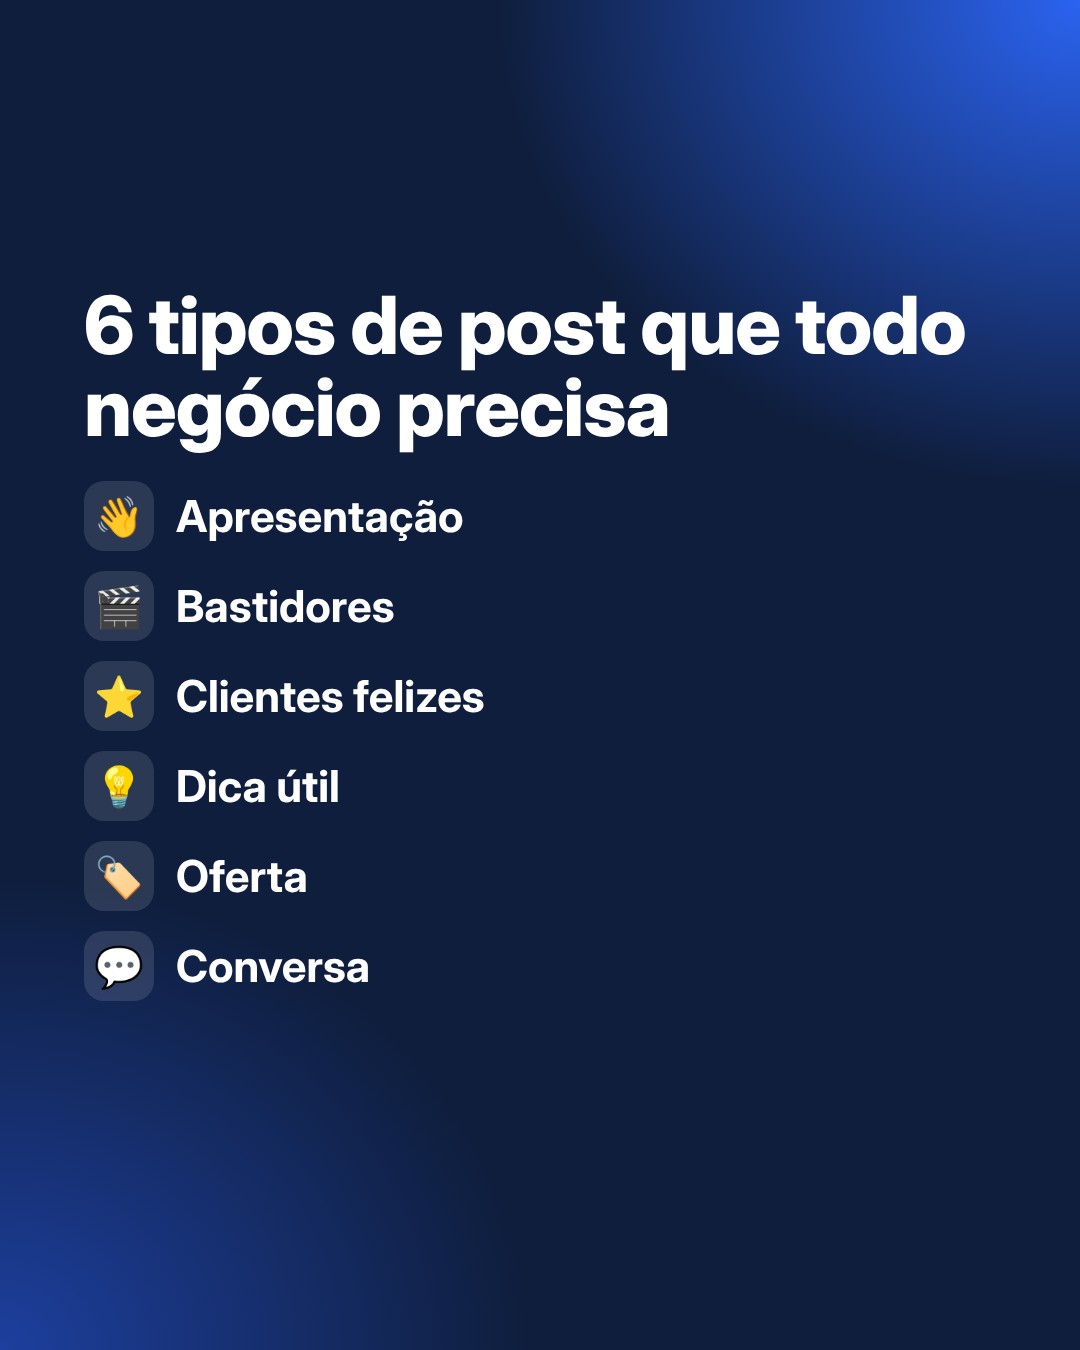 6 tipos de post que todo
negócio precisa
Apresentação
Bastidores
Clientes felizes
Dica útil
Oferta
Conversa